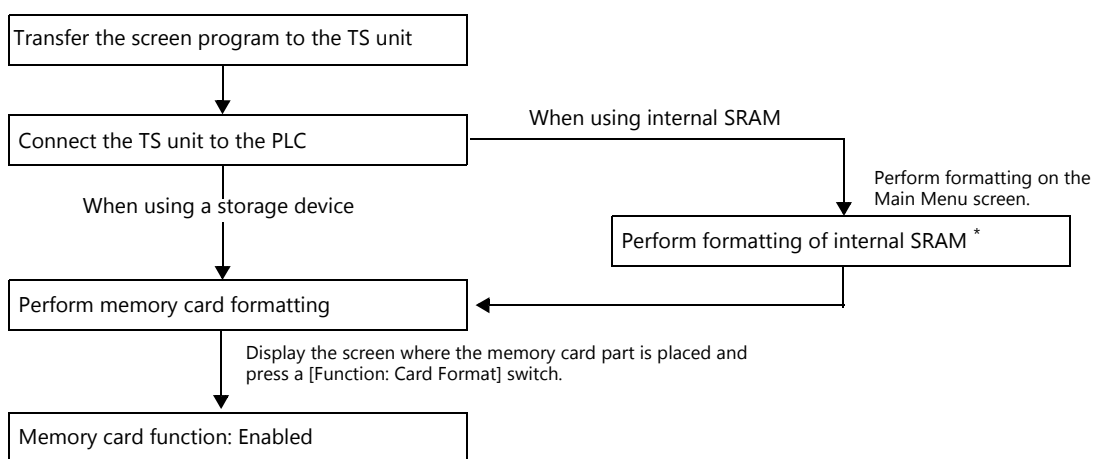 Transfer the screen program to the TS unit
When using internal SRAM
Connect the TS unit to the PLC
Perform formatting on the
Main Menu screen.
When using a storage device
Perform formatting of internal SRAM *
Perform memory card formatting
Display the screen where the memory card part is placed and
press a [Function: Card Format] switch.
Memory card function: Enabled